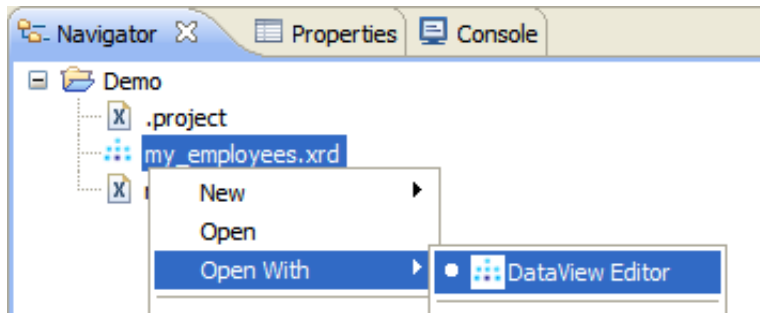 Navigator Properties Console
Demo
.project
my_employees.xrd
New
Open
Open With DataView Editor